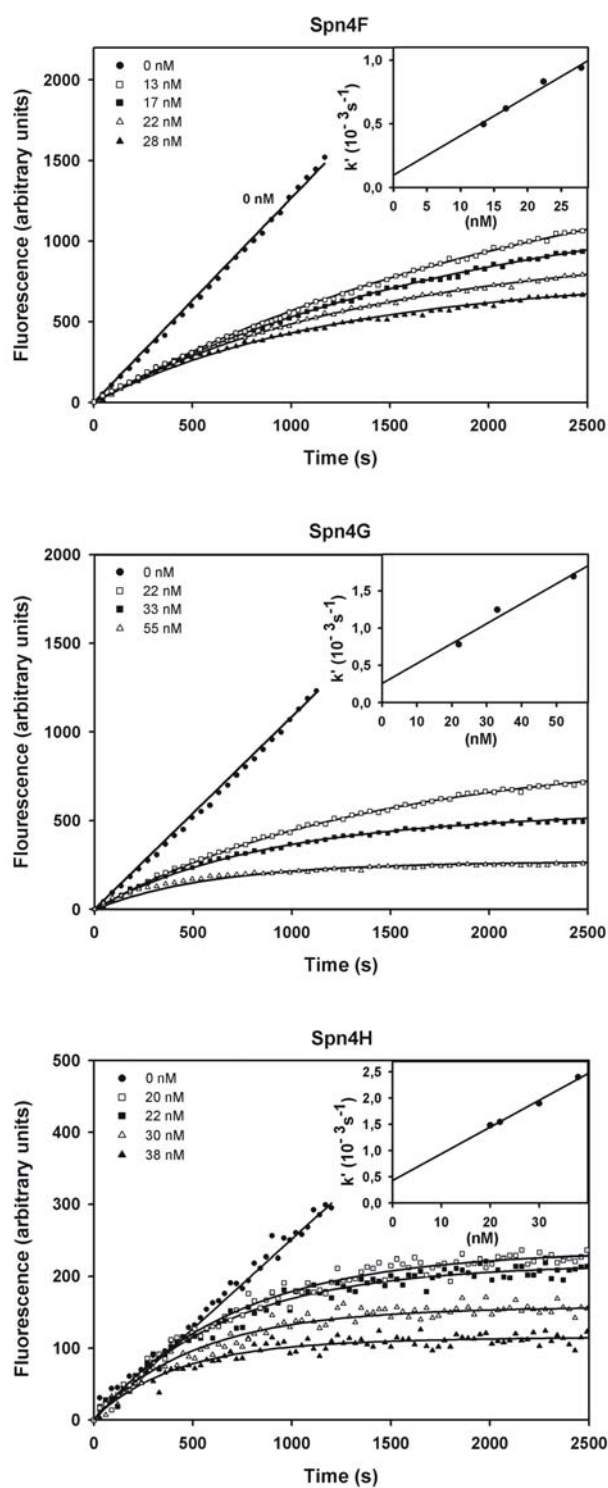 Spn4F
Fluorescence (arbitrary units)
2000
1500
1000
500
0
0 nM
13 nM
17 nM
22 nM
28 nM
0 nM
k' (10⁻³s⁻¹)
1,0
0,5
0,0
0 5 10 15 20 25
(nM)
0 500 1000 1500 2000 2500
Time (s)
Spn4G
Flourescence (arbitrary units)
2000
1500
1000
500
0
0 nM
22 nM
33 nM
55 nM
k' (10⁻³s⁻¹)
1,5
1,0
0,5
0,0
0 10 20 30 40 50
(nM)
0 500 1000 1500 2000 2500
Time (s)
Spn4H
Fluorescence (arbitrary units)
500
400
300
200
100
0
0 nM
20 nM
22 nM
30 nM
38 nM
k' (10⁻³s⁻¹)
2,5
2,0
1,5
1,0
0,5
0,0
0 10 20 30
(nM)
0 500 1000 1500 2000 2500
Time (s)